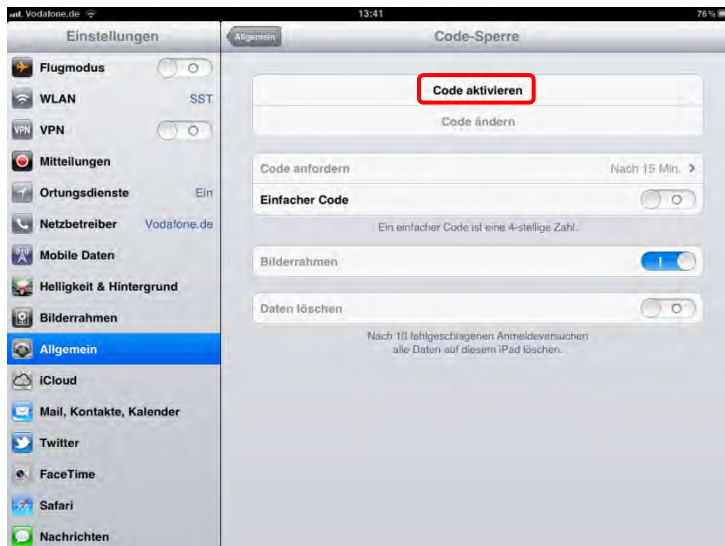 Vodafone.de
13:41
76%
Einstellungen
Allgemein
Code-Sperre
Flugmodus
WLAN
SST
VPN
VPN
Mitteilungen
Ortungsdienste
Ein
Netzbetreiber
Vodafone.de
Mobile Daten
Helligkeit & Hintergrund
Bilderrahmen
Allgemein
iCloud
Mail, Kontakte, Kalender
Twitter
FaceTime
Safari
Nachrichten
Code aktivieren
Code ändern
Code anfordern
Nach 15 Min.
Einfacher Code
Ein einfacher Code ist eine 4-stellige Zahl.
Bilderrahmen
Daten löschen
Nach 10 fehlgeschlagenen Anmeldeversuchen
alle Daten auf diesem iPad löschen.